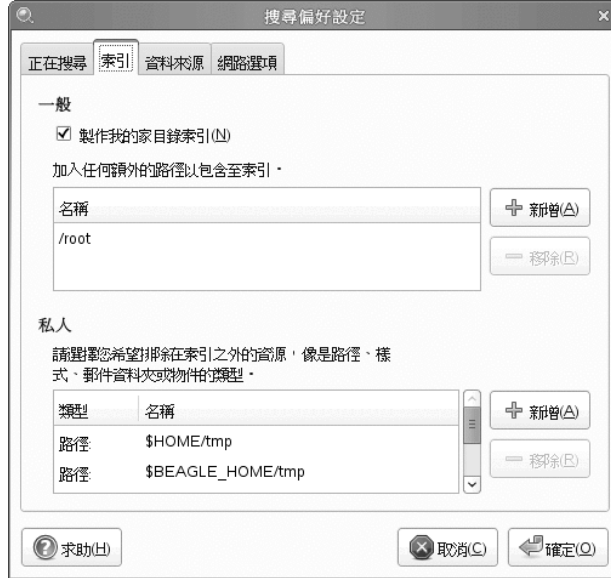 搜尋偏好設定
正在搜尋 索引 資料來源 網路選項
一般
製作我的家目錄索引(N)
加入任何額外的路徑以包含至索引。
名稱
/root
新增(A)
移除(R)
私人
請選擇您希望排除在索引之外的資源，像是路徑、樣
式、郵件資料夾或物件的類型。
類型 名稱
路徑: $HOME/tmp
路徑: $BEAGLE_HOME/tmp
新增(A)
移除(R)
求助(H)
取消(C)
確定(O)